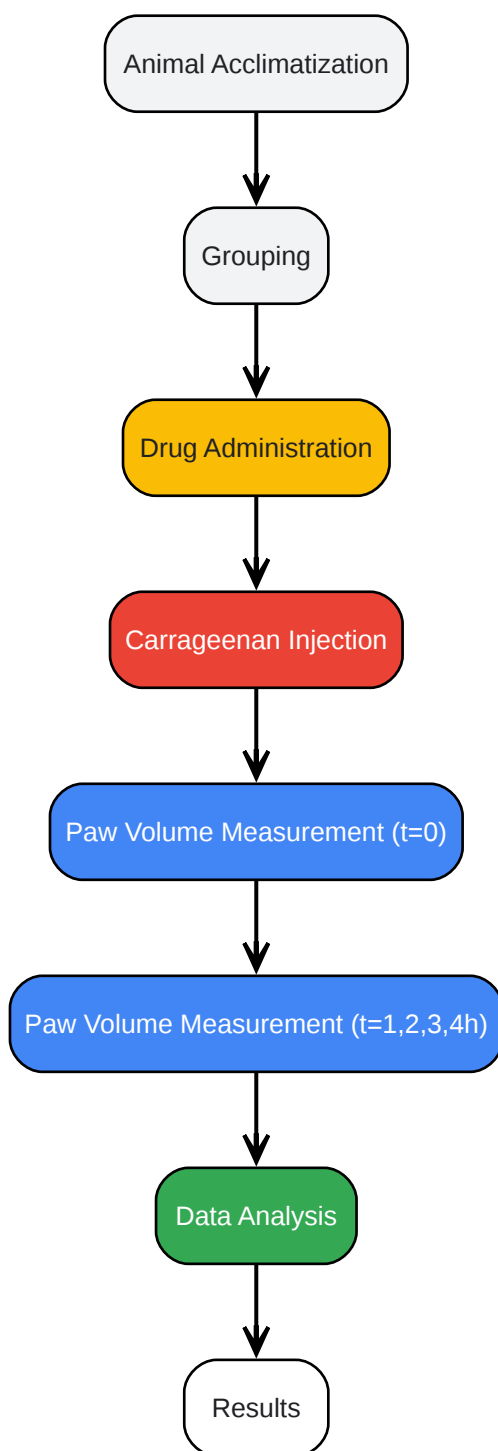 Animal Acclimatization
Grouping
Drug Administration
Carrageenan Injection
Paw Volume Measurement (t=0)
Paw Volume Measurement (t=1,2,3,4h)
Data Analysis
Results